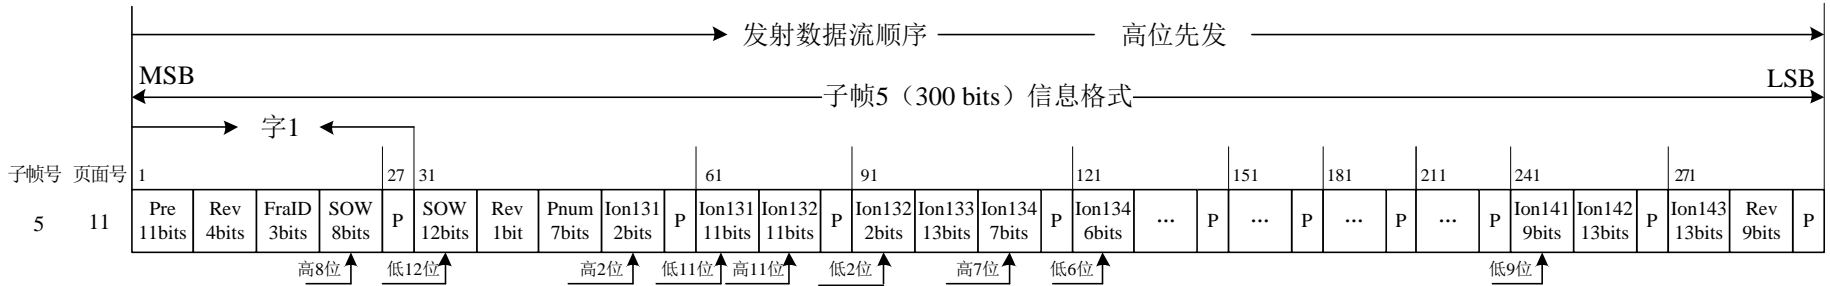 发射数据流顺序 高位先发
MSB LSB
子帧5（300 bits）信息格式
字1
子帧号 页面号 1 27 31 61 91 121 151 181 211 241 271
5 11 Pre Rev FraID SOW P SOW Rev Pnum Ion131 P Ion131 Ion132 P Ion132 Ion133 Ion134 P Ion134 ... P ... P ... P ... P Ion141 Ion142 P Ion143 Rev P
11bits 4bits 3bits 8bits 12bits 1bit 7bits 2bits 11bits 11bits 2bits 13bits 7bits 6bits 9bits 13bits 13bits 9bits
高8位 低12位 高2位 低11位 高11位 低2位 高7位 低6位 低9位